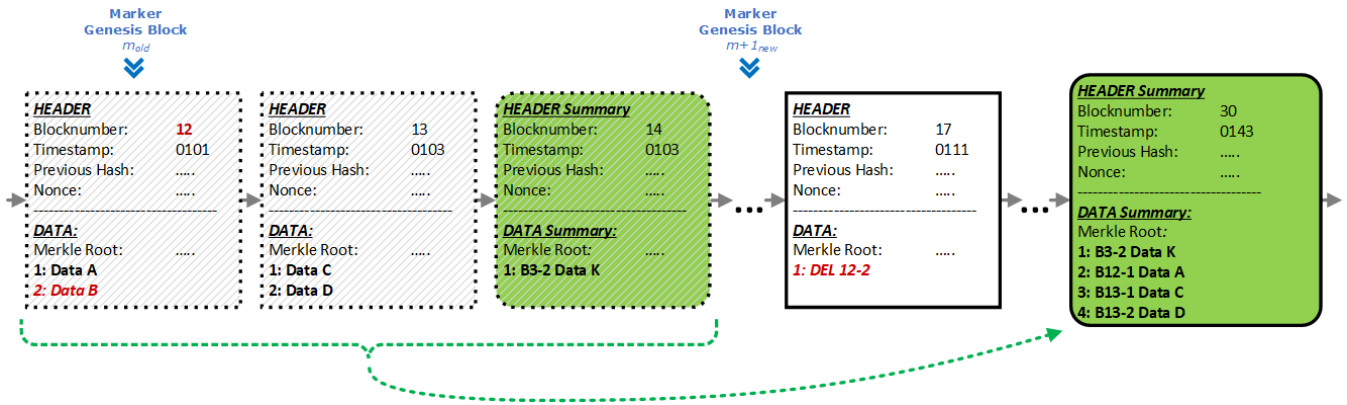 Marker
Genesis Block
m_old
Marker
Genesis Block
m+1_new
HEADER
Blocknumber: 12
Timestamp: 0101
Previous Hash: .....
Nonce: .....
------------------------------------
DATA:
Merkle Root: .....
1: Data A
2: Data B
HEADER
Blocknumber: 13
Timestamp: 0103
Previous Hash: .....
Nonce: .....
------------------------------------
DATA:
Merkle Root: .....
1: Data C
2: Data D
HEADER Summary
Blocknumber: 14
Timestamp: 0103
Previous Hash: .....
Nonce: .....
------------------------------------
DATA Summary:
Merkle Root: .....
1: B3-2 Data K
...
HEADER
Blocknumber: 17
Timestamp: 0111
Previous Hash: .....
Nonce: .....
------------------------------------
DATA:
Merkle Root: .....
1: DEL 12-2
...
HEADER Summary
Blocknumber: 30
Timestamp: 0143
Previous Hash: .....
Nonce: .....
------------------------------------
DATA Summary:
Merkle Root: .....
1: B3-2 Data K
2: B12-1 Data A
3: B13-1 Data C
4: B13-2 Data D